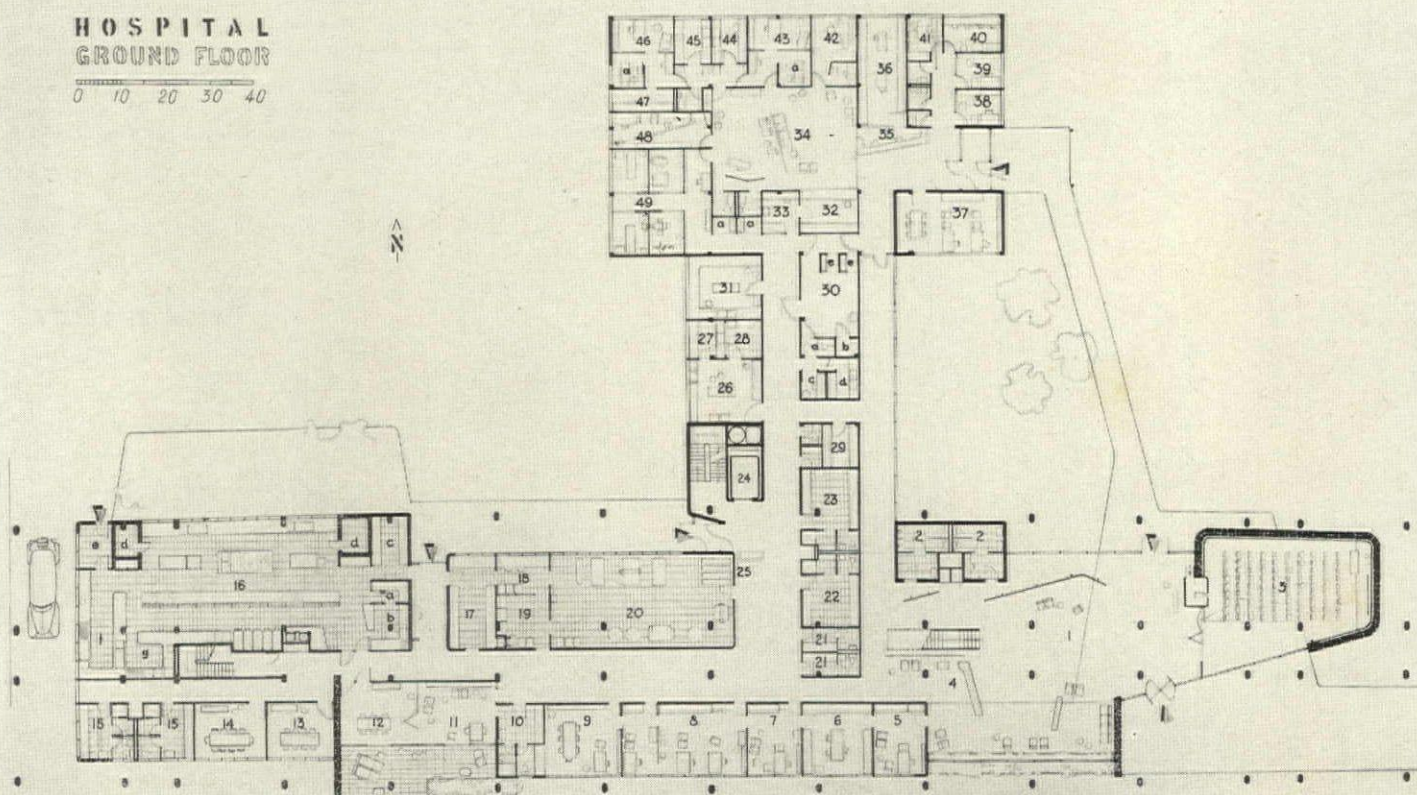 HOSPITAL
GROUND FLOOR
0 10 20 30 40
46 45 44 43 42 36 41 40
a a 39
47 38
48 34 35
49 33 32 37
a a
N
e e
31 30
27 28 a b
26 c d
29
24 23
e d d c 2 2
16 18 25 3
a 17 19 20 22 1
f b
g 21
21 4
15 15 14 13 12 11 10 9 8 7 6 5